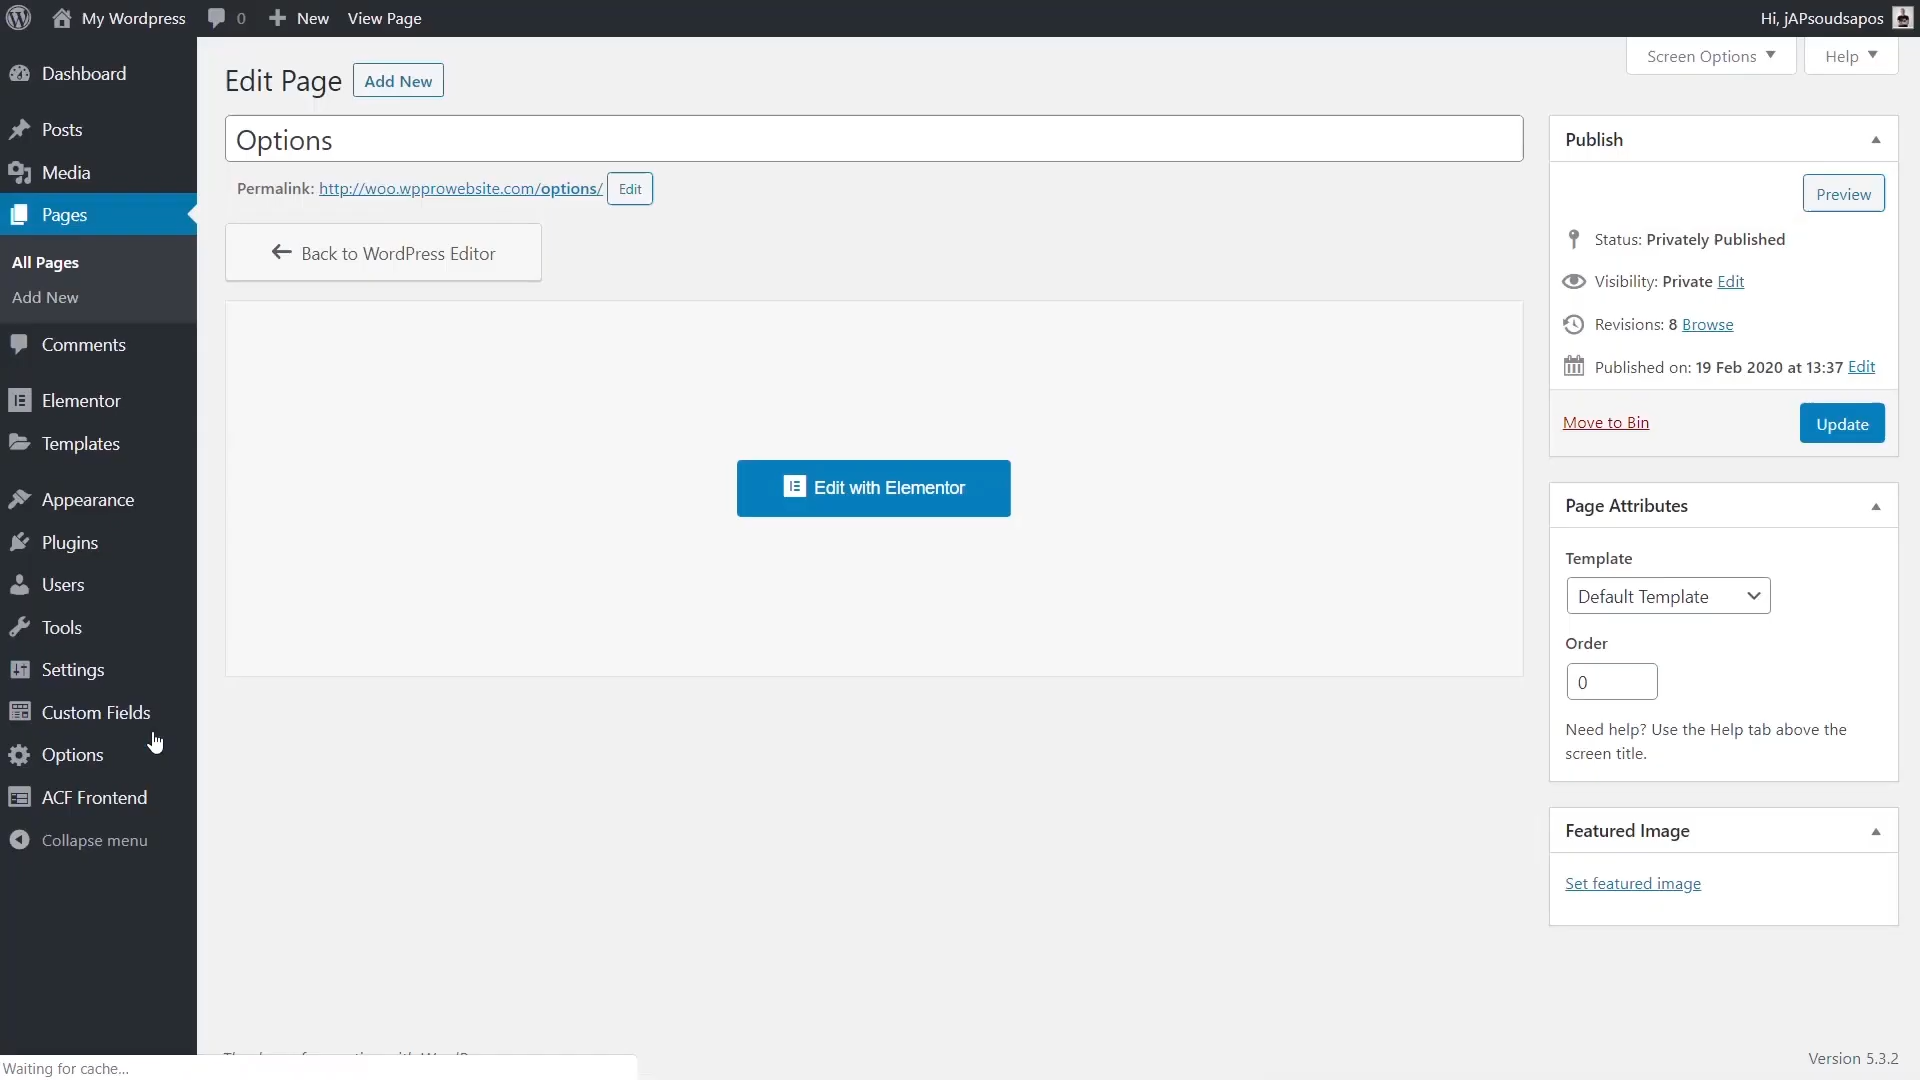 My Wordpress
0
New
View Page
Hi, jAPsoudsapos
Screen Options
Help
Dashboard
Posts
Media
Pages
All Pages
Add New
Comments
Elementor
Templates
Appearance
Plugins
Users
Tools
Settings
Custom Fields
Options
ACF Frontend
Collapse menu
Edit Page
Add New
Options
Permalink: http://woo.wpprowebsite.com/options/
Edit
Back to WordPress Editor
Edit with Elementor
Publish
Preview
Status: Privately Published
Visibility: Private Edit
Revisions: 8 Browse
Published on: 19 Feb 2020 at 13:37 Edit
Move to Bin
Update
Page Attributes
Template
Default Template
Order
0
Need help? Use the Help tab above the
screen title.
Featured Image
Set featured image
Version 5.3.2
Waiting for cache...